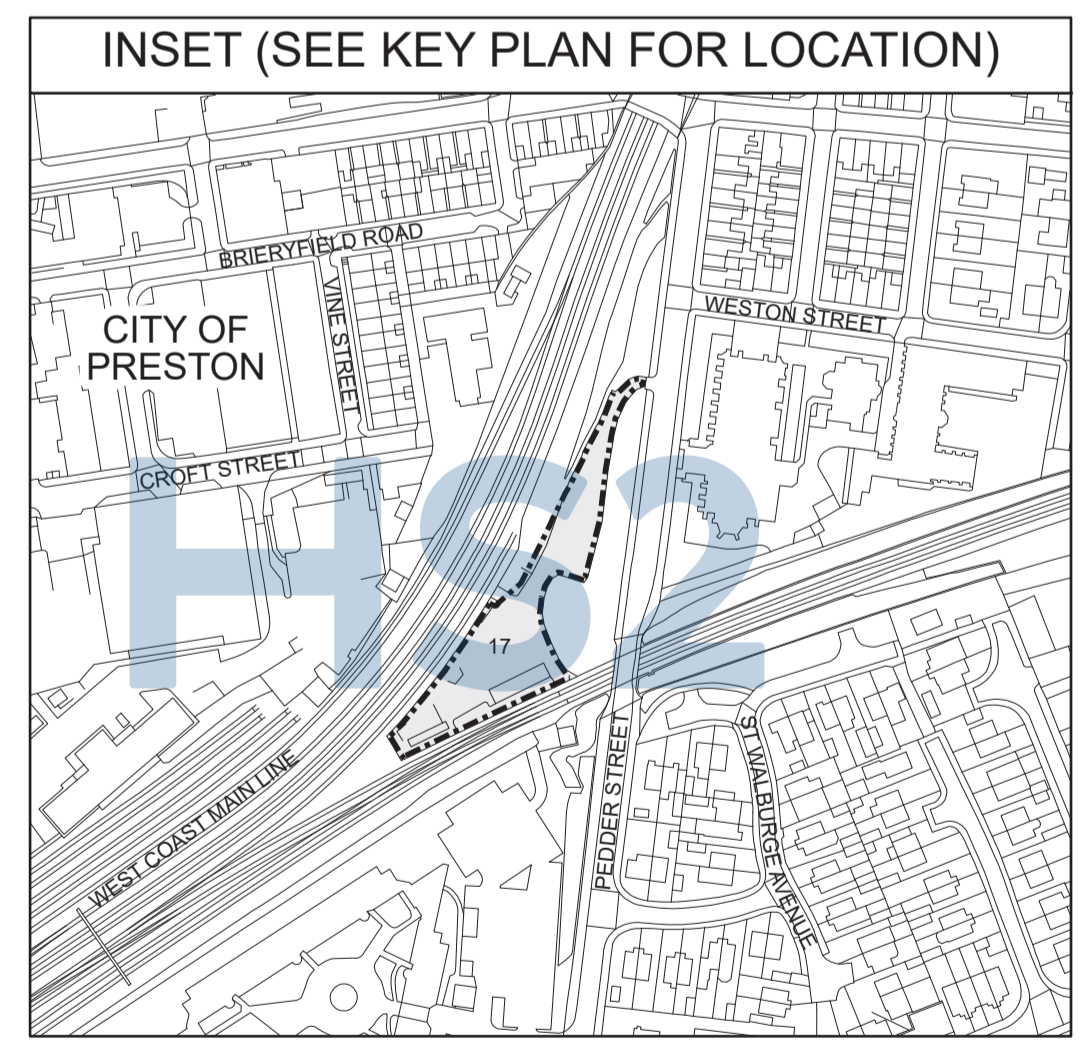 INSET (SEE KEY PLAN FOR LOCATION)
BRIERYFIELD ROAD
VINE STREET
WESTON STREET
CITY OF
PRESTON
CROFT STREET
HS2
17
WEST COAST MAIN LINE
PEDDER STREET
ST WALBURGE AVENUE